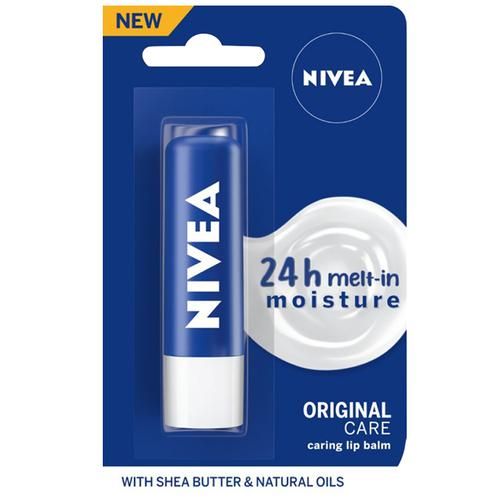 NEW
NIVEA
NIVEA
24h melt-in
moisture
ORIGINAL
CARE
caring lip balm
WITH SHEA BUTTER & NATURAL OILS